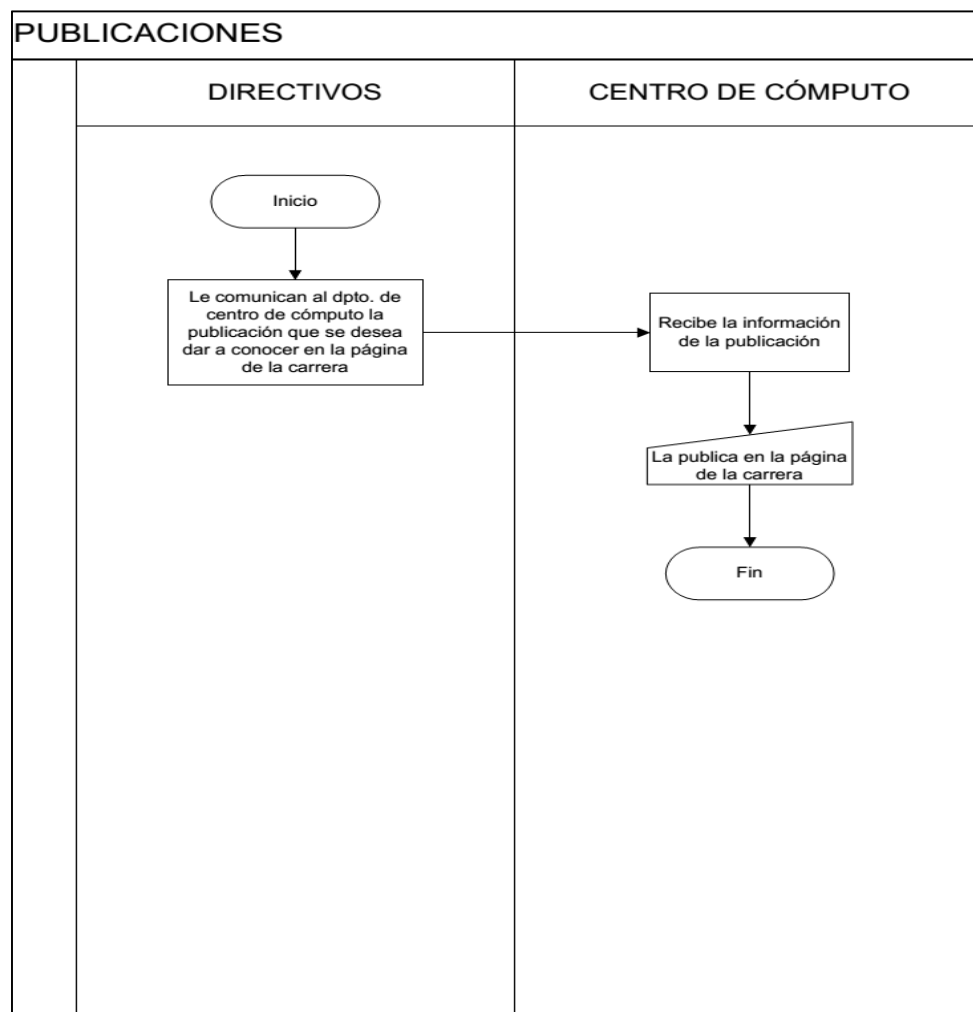 PUBLICACIONES
DIRECTIVOS
CENTRO DE CÓMPUTO
Inicio
Le comunican al dpto. de
centro de cómputo la
publicación que se desea
dar a conocer en la página
de la carrera
Recibe la información
de la publicación
La publica en la página
de la carrera
Fin